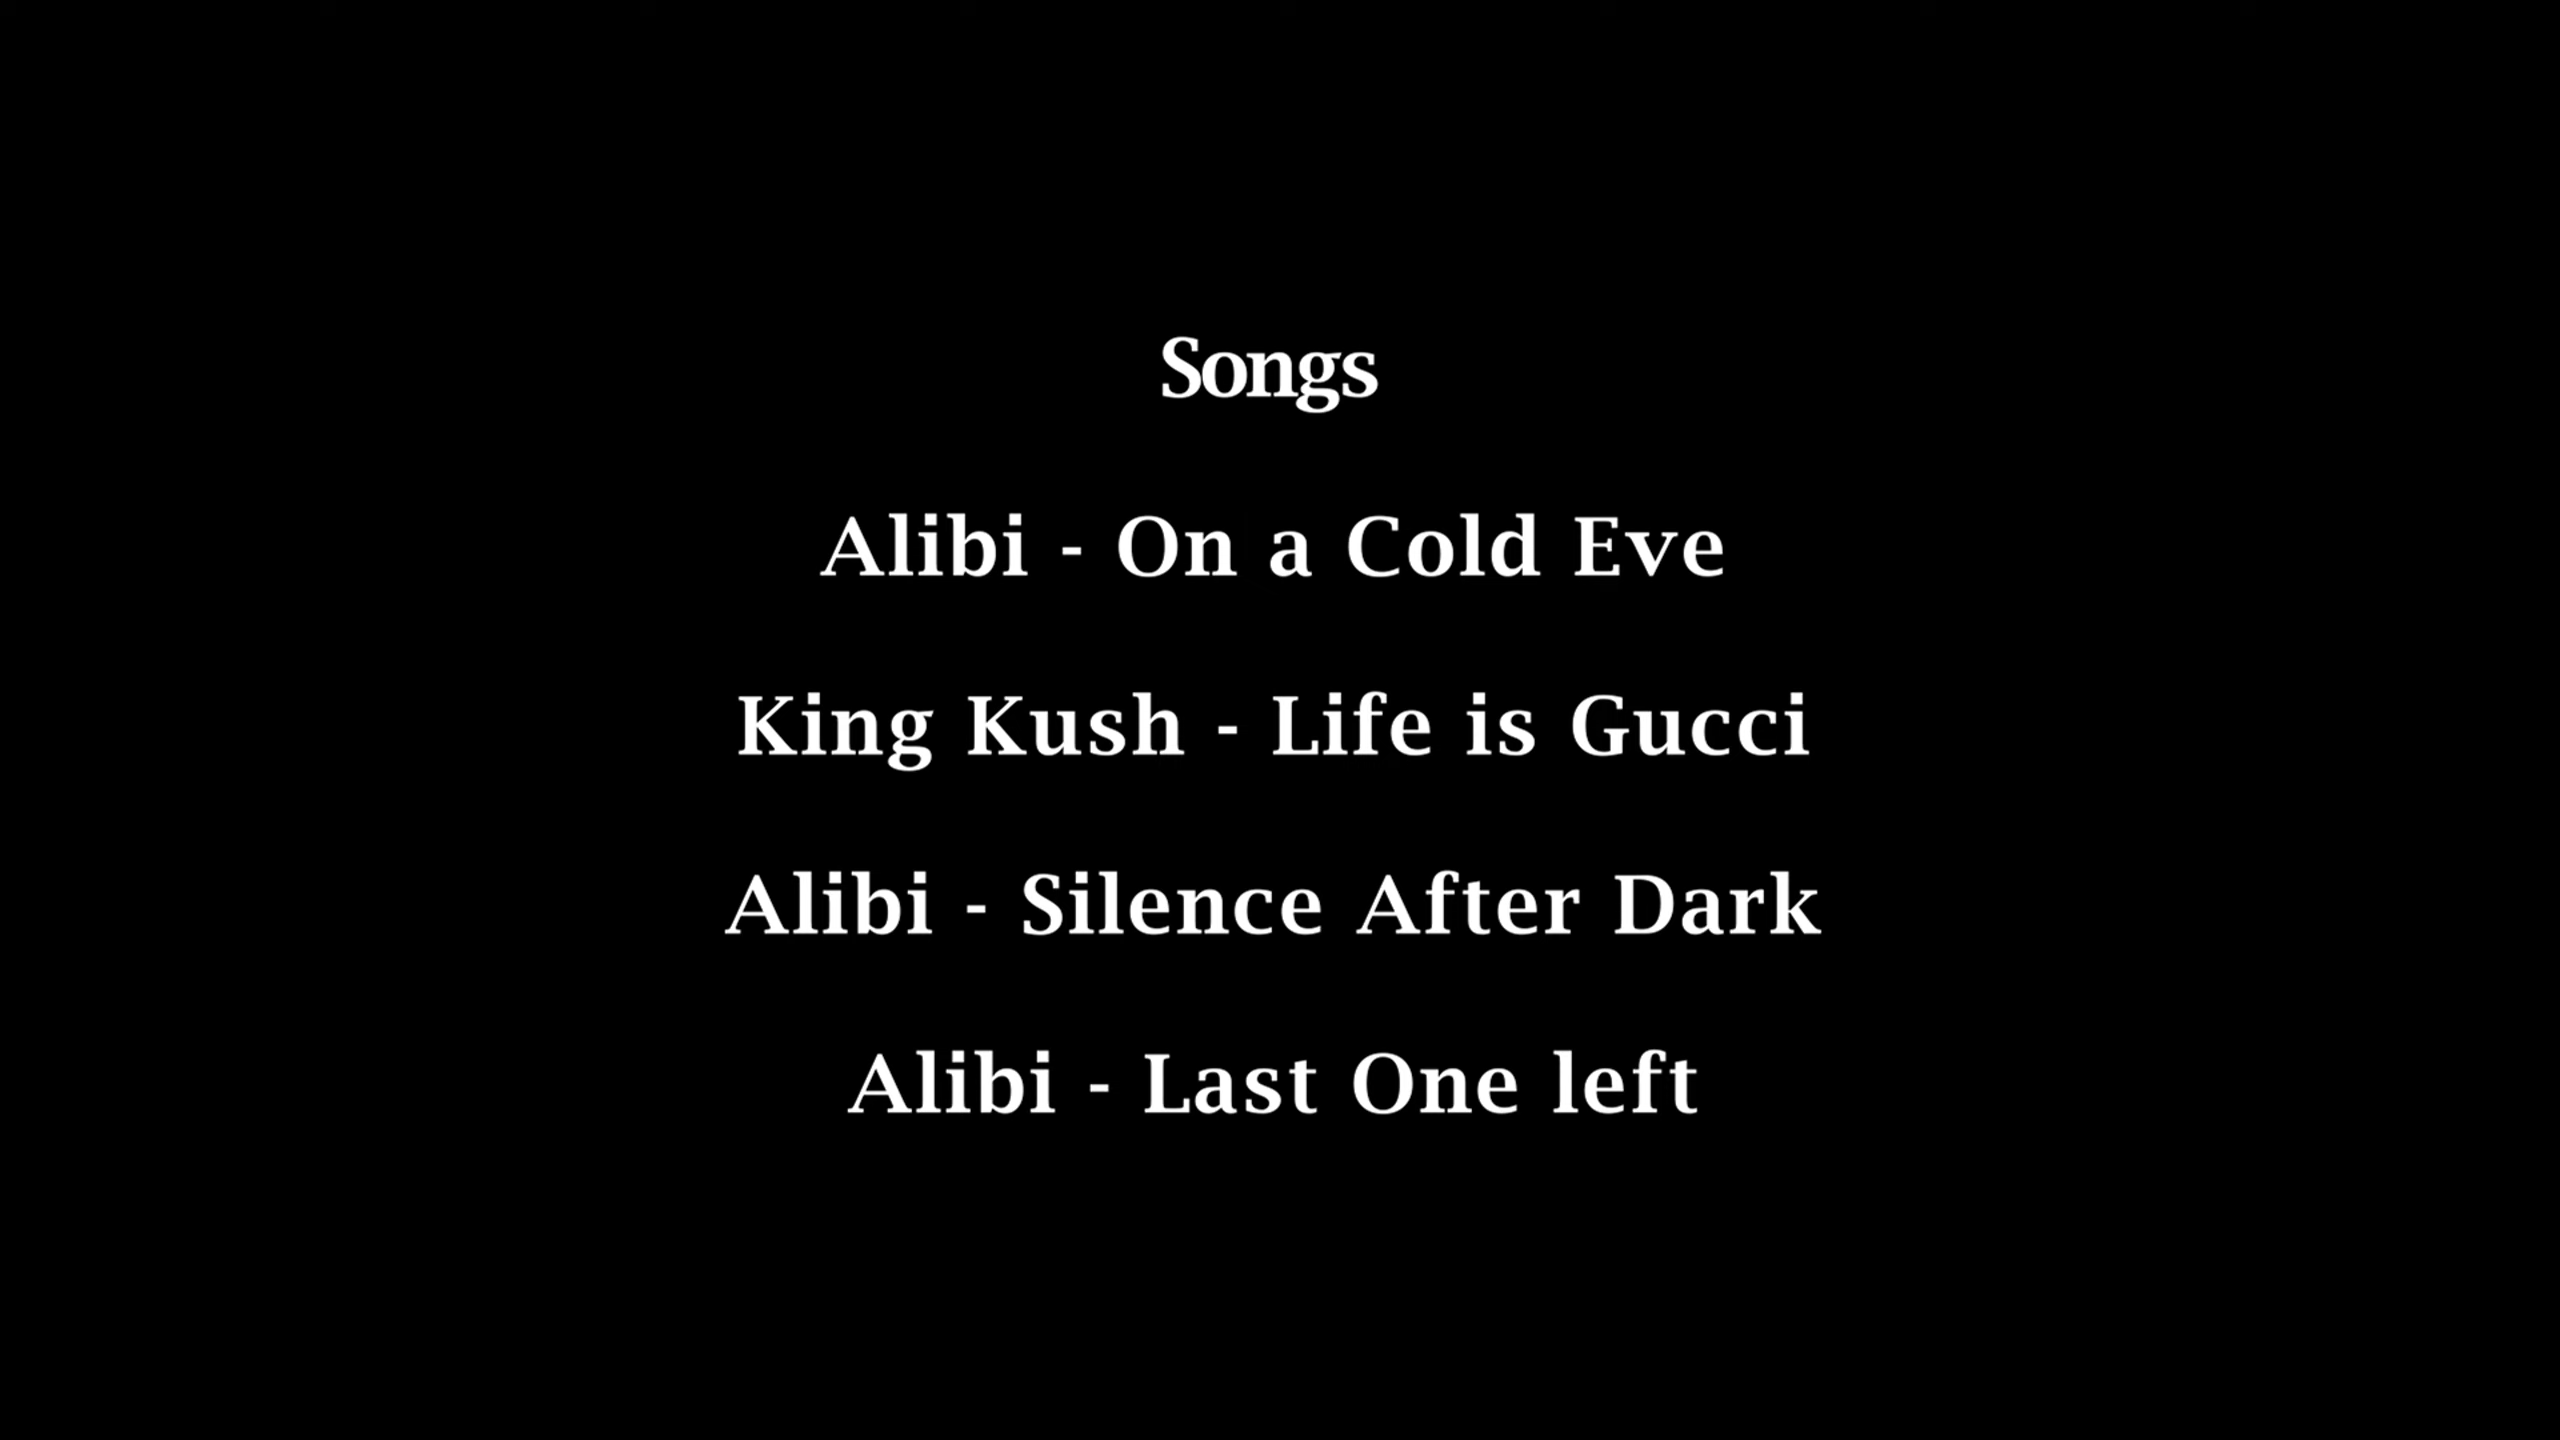 Songs
Alibi - On a Cold Eve
King Kush - Life is Gucci
Alibi - Silence After Dark
Alibi - Last One left